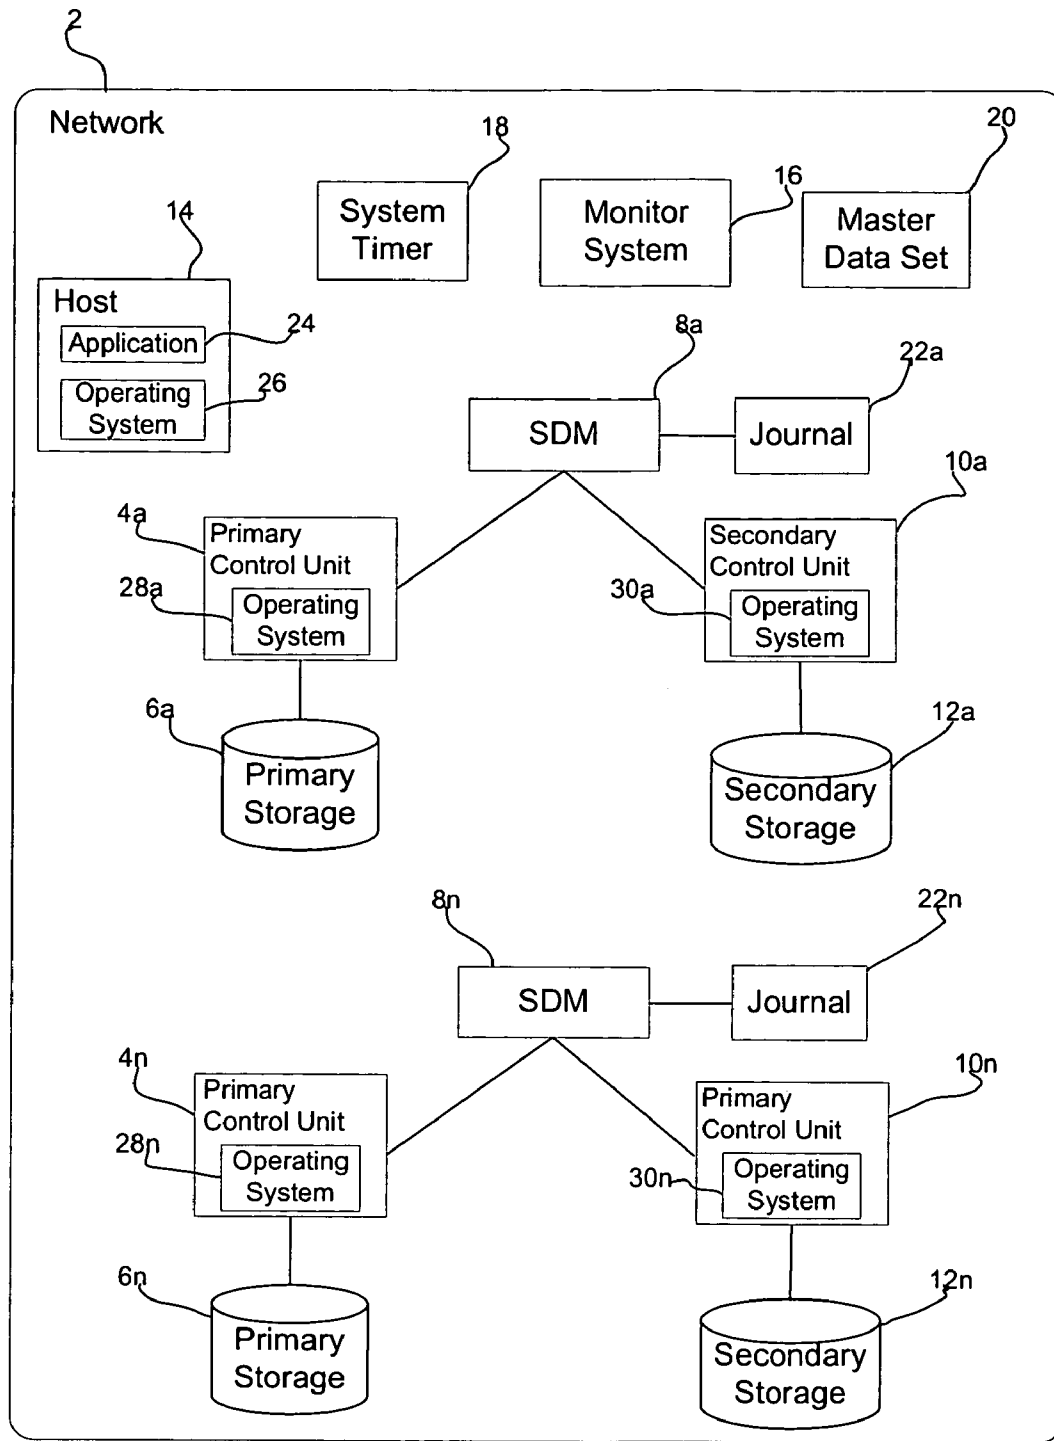 2
Network
18
20
System
Timer
Monitor
System
16
Master
Data Set
14
Host
Application
24
Operating
System
26
8a
SDM
22a
Journal
10a
4a
Primary
Control Unit
28a
Operating
System
Secondary
Control Unit
30a
Operating
System
6a
Primary
Storage
12a
Secondary
Storage
8n
SDM
22n
Journal
4n
Primary
Control Unit
28n
Operating
System
10n
Primary
Control Unit
30n
Operating
System
6n
Primary
Storage
12n
Secondary
Storage